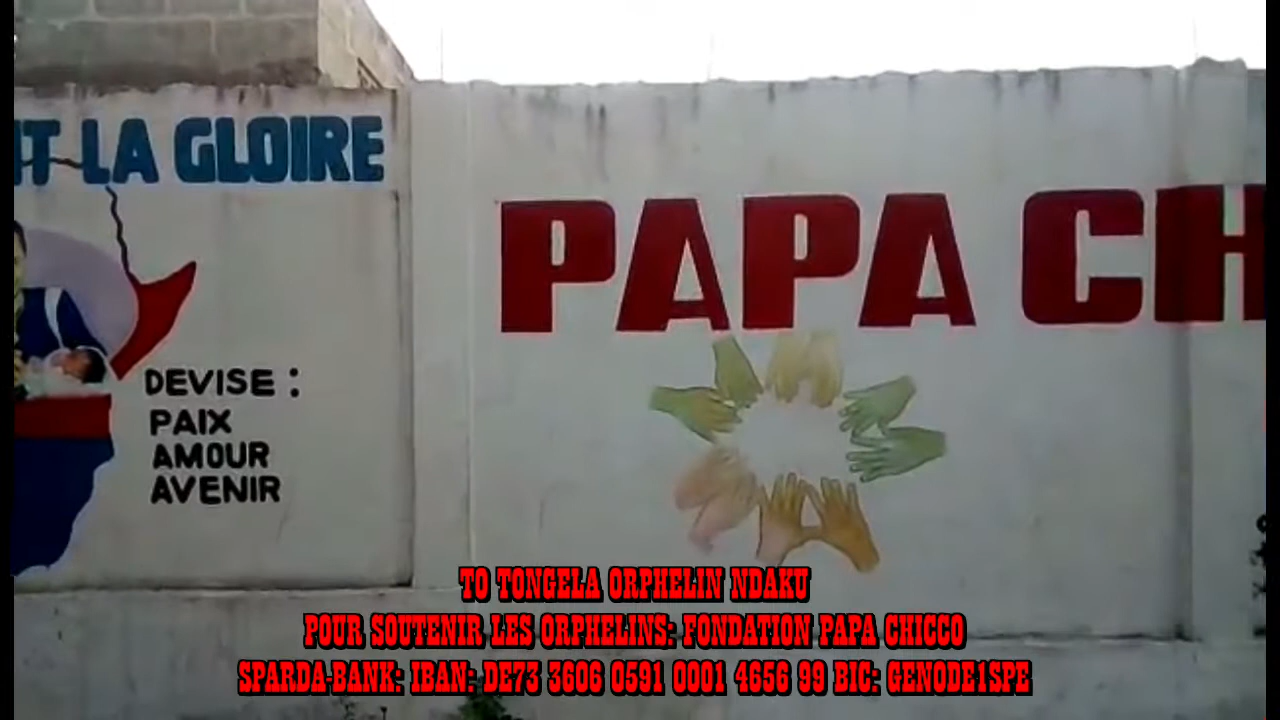 NT LA GLOIRE
PAPA CH
DEVISE :
PAIX
AMOUR
AVENIR
TO TONGELA ORPHELIN NDAKU
POUR SOUTENIR LES ORPHELINS: FONDATION PAPA CHICCO
SPARDA-BANK: IBAN: DE73 3606 0591 0001 4656 99 BIC: GENODE1SPE